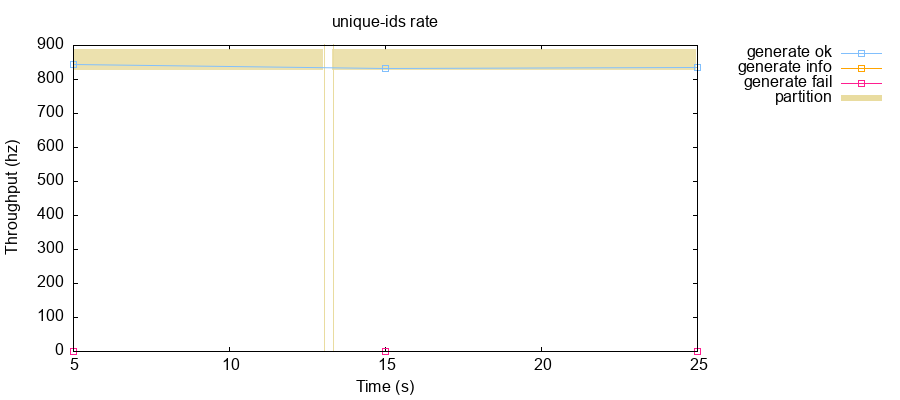 unique-ids rate
900
800
700
600
500
400
300
200
100
0
Throughput (hz)
5
10
15
20
25
Time (s)
generate ok
generate info
generate fail
partition